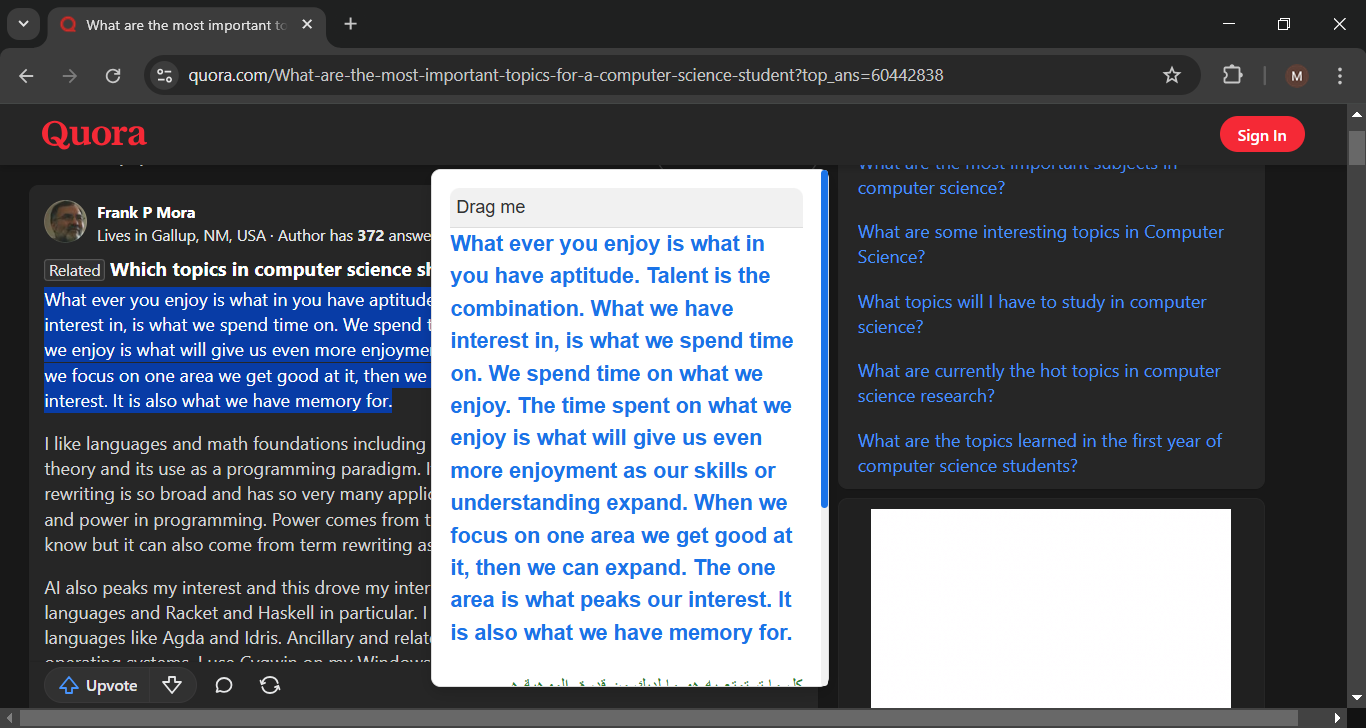 What are the most important to
quora.com/What-are-the-most-important-topics-for-a-computer-science-student?top_ans=60442838
M
Quora
Sign In
Frank P Mora
Lives in Gallup, NM, USA · Author has 372 answe
Related Which topics in computer science sh
What ever you enjoy is what in you have aptitude
interest in, is what we spend time on. We spend t
we enjoy is what will give us even more enjoymen
we focus on one area we get good at it, then we
interest. It is also what we have memory for.
I like languages and math foundations including
theory and its use as a programming paradigm. I
rewriting is so broad and has so very many applic
and power in programming. Power comes from t
know but it can also come from term rewriting as
AI also peaks my interest and this drove my inter
languages and Racket and Haskell in particular. I
languages like Agda and Idris. Ancillary and relate
operating systems. I use Cygwin on my Windows
Upvote
Drag me
What ever you enjoy is what in
you have aptitude. Talent is the
combination. What we have
interest in, is what we spend time
on. We spend time on what we
enjoy. The time spent on what we
enjoy is what will give us even
more enjoyment as our skills or
understanding expand. When we
focus on one area we get good at
it, then we can expand. The one
area is what peaks our interest. It
is also what we have memory for.
What are the most important subjects in
computer science?
What are some interesting topics in Computer
Science?
What topics will I have to study in computer
science?
What are currently the hot topics in computer
science research?
What are the topics learned in the first year of
computer science students?